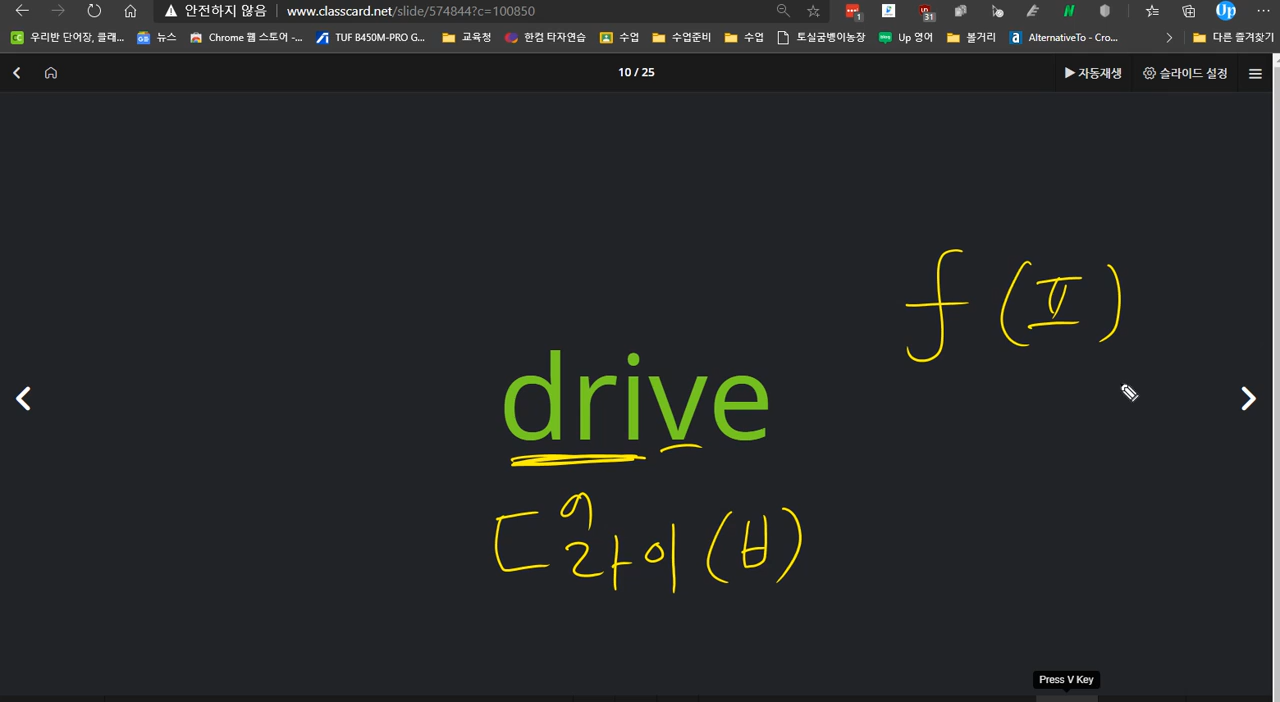 안전하지 않음 www.classcard.net/slide/574844?c=100850
우리반 단어장, 클래... 뉴스 Chrome 웹 스토어 -... TUF B450M-PRO G... 교육청 한컴 타자연습 수업 수업준비 수업 토실궁뱅이농장 Up 영어 볼거리 AlternativeTo - Cro... 다른 즐겨찾기
10 / 25 자동재생 슬라이드 설정
f (ㅍ)
drive
ㄷ라이 (ㅂ)
Press V Key